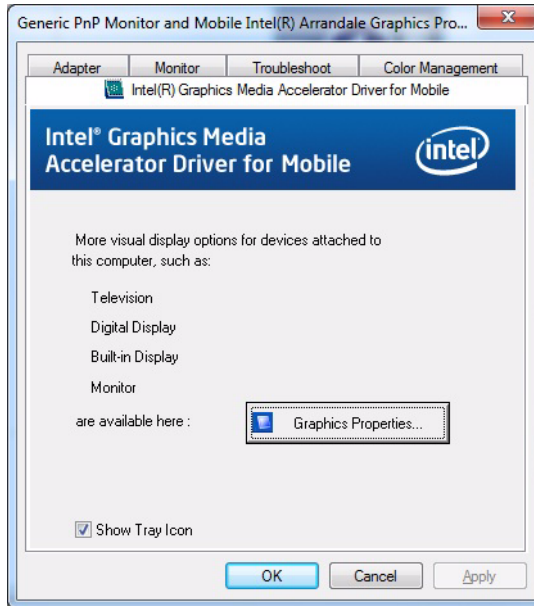 Generic PnP Monitor and Mobile Intel(R) Arrandale Graphics Pro...
Adapter Monitor Troubleshoot Color Management
Intel(R) Graphics Media Accelerator Driver for Mobile
Intel® Graphics Media
Accelerator Driver for Mobile
intel
More visual display options for devices attached to
this computer, such as:
Television
Digital Display
Built-in Display
Monitor
are available here :
Graphics Properties...
Show Tray Icon
OK Cancel Apply